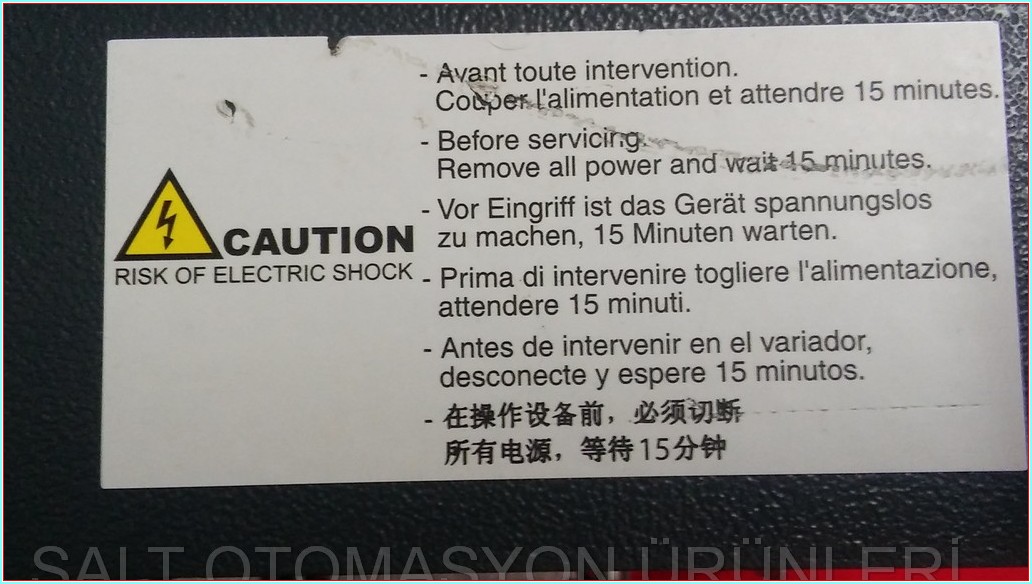 - Avant toute intervention.
Couper l'alimentation et attendre 15 minutes.
- Before servicing.
Remove all power and wait 15 minutes.
- Vor Eingriff ist das Gerät spannungslos
zu machen, 15 Minuten warten.
- Prima di intervenire togliere l'alimentazione,
attendere 15 minuti.
- Antes de intervenir en el variador,
desconecte y espere 15 minutos.
- 在操作设备前，必须切断
所有电源，等待15分钟
CAUTION
RISK OF ELECTRIC SHOCK
SALT OTOMASYON ÜRÜNLERİ